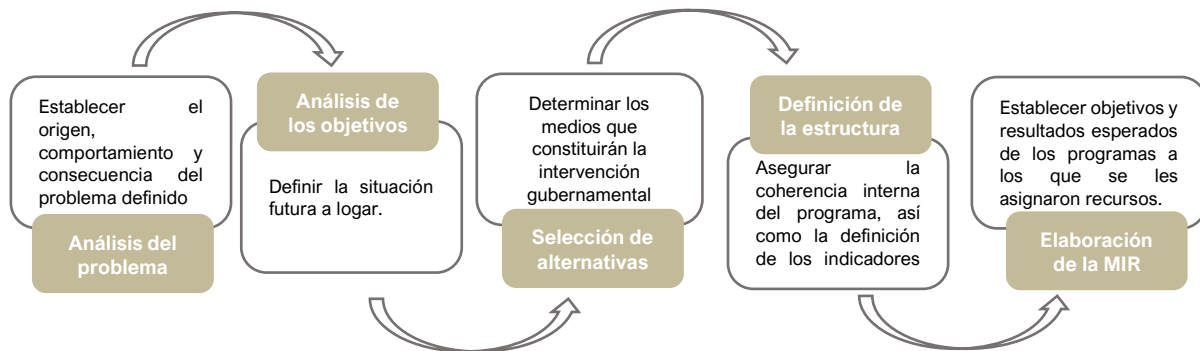 Establecer el
origen,
comportamiento y
consecuencia del
problema definido
Análisis del
problema
Análisis de
los objetivos
Definir la situación
futura a logar.
Determinar los
medios que
constituirán la
intervención
gubernamental
Selección de
alternativas
Definición de
la estructura
Asegurar la
coherencia interna
del programa, así
como la definición
de los indicadores
Establecer objetivos y
resultados esperados
de los programas a
los que se les
asignaron recursos.
Elaboración
de la MIR